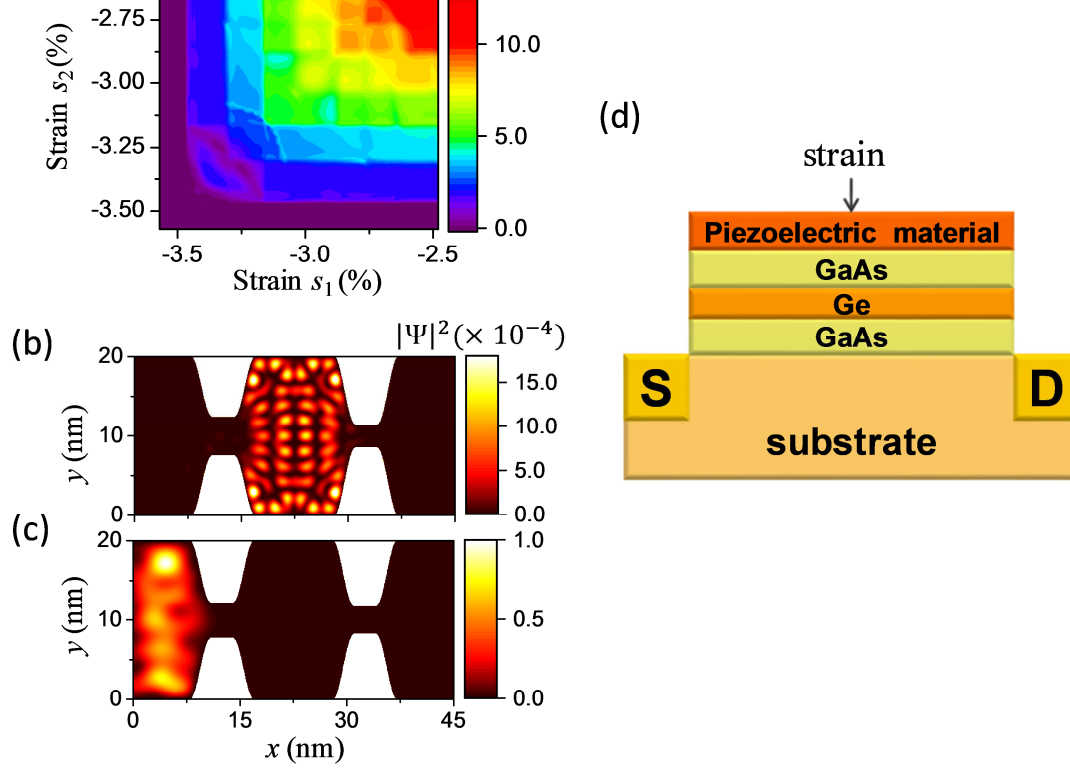 -2.75
-3.00
-3.25
-3.50
Strain s₂(%)
-3.5 -3.0 -2.5
Strain s₁(%)
10.0
5.0
0.0
(b)
|Ψ|²(× 10⁻⁴)
20
10
0
y (nm)
15.0
10.0
5.0
0.0
(c)
20
10
0
y (nm)
0 15 30 45
x (nm)
1.0
0.5
0.0
(d)
strain
Piezoelectric material
GaAs
Ge
GaAs
S D
substrate